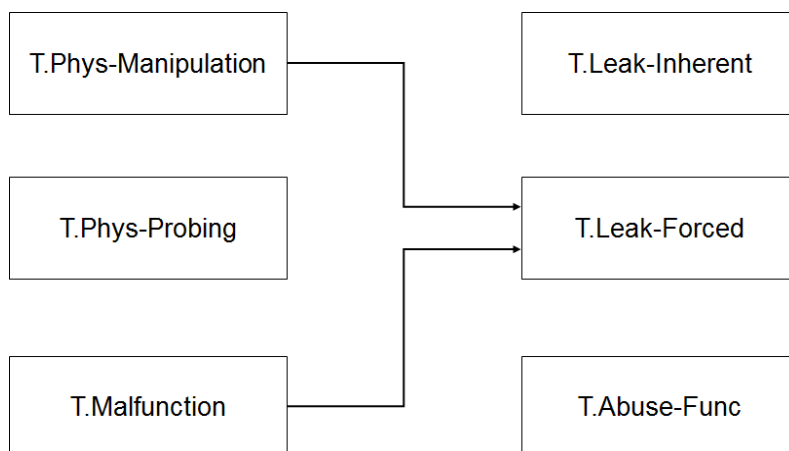 T.Phys-Manipulation
T.Leak-Inherent
T.Phys-Probing
T.Leak-Forced
T.Malfunction
T.Abuse-Func